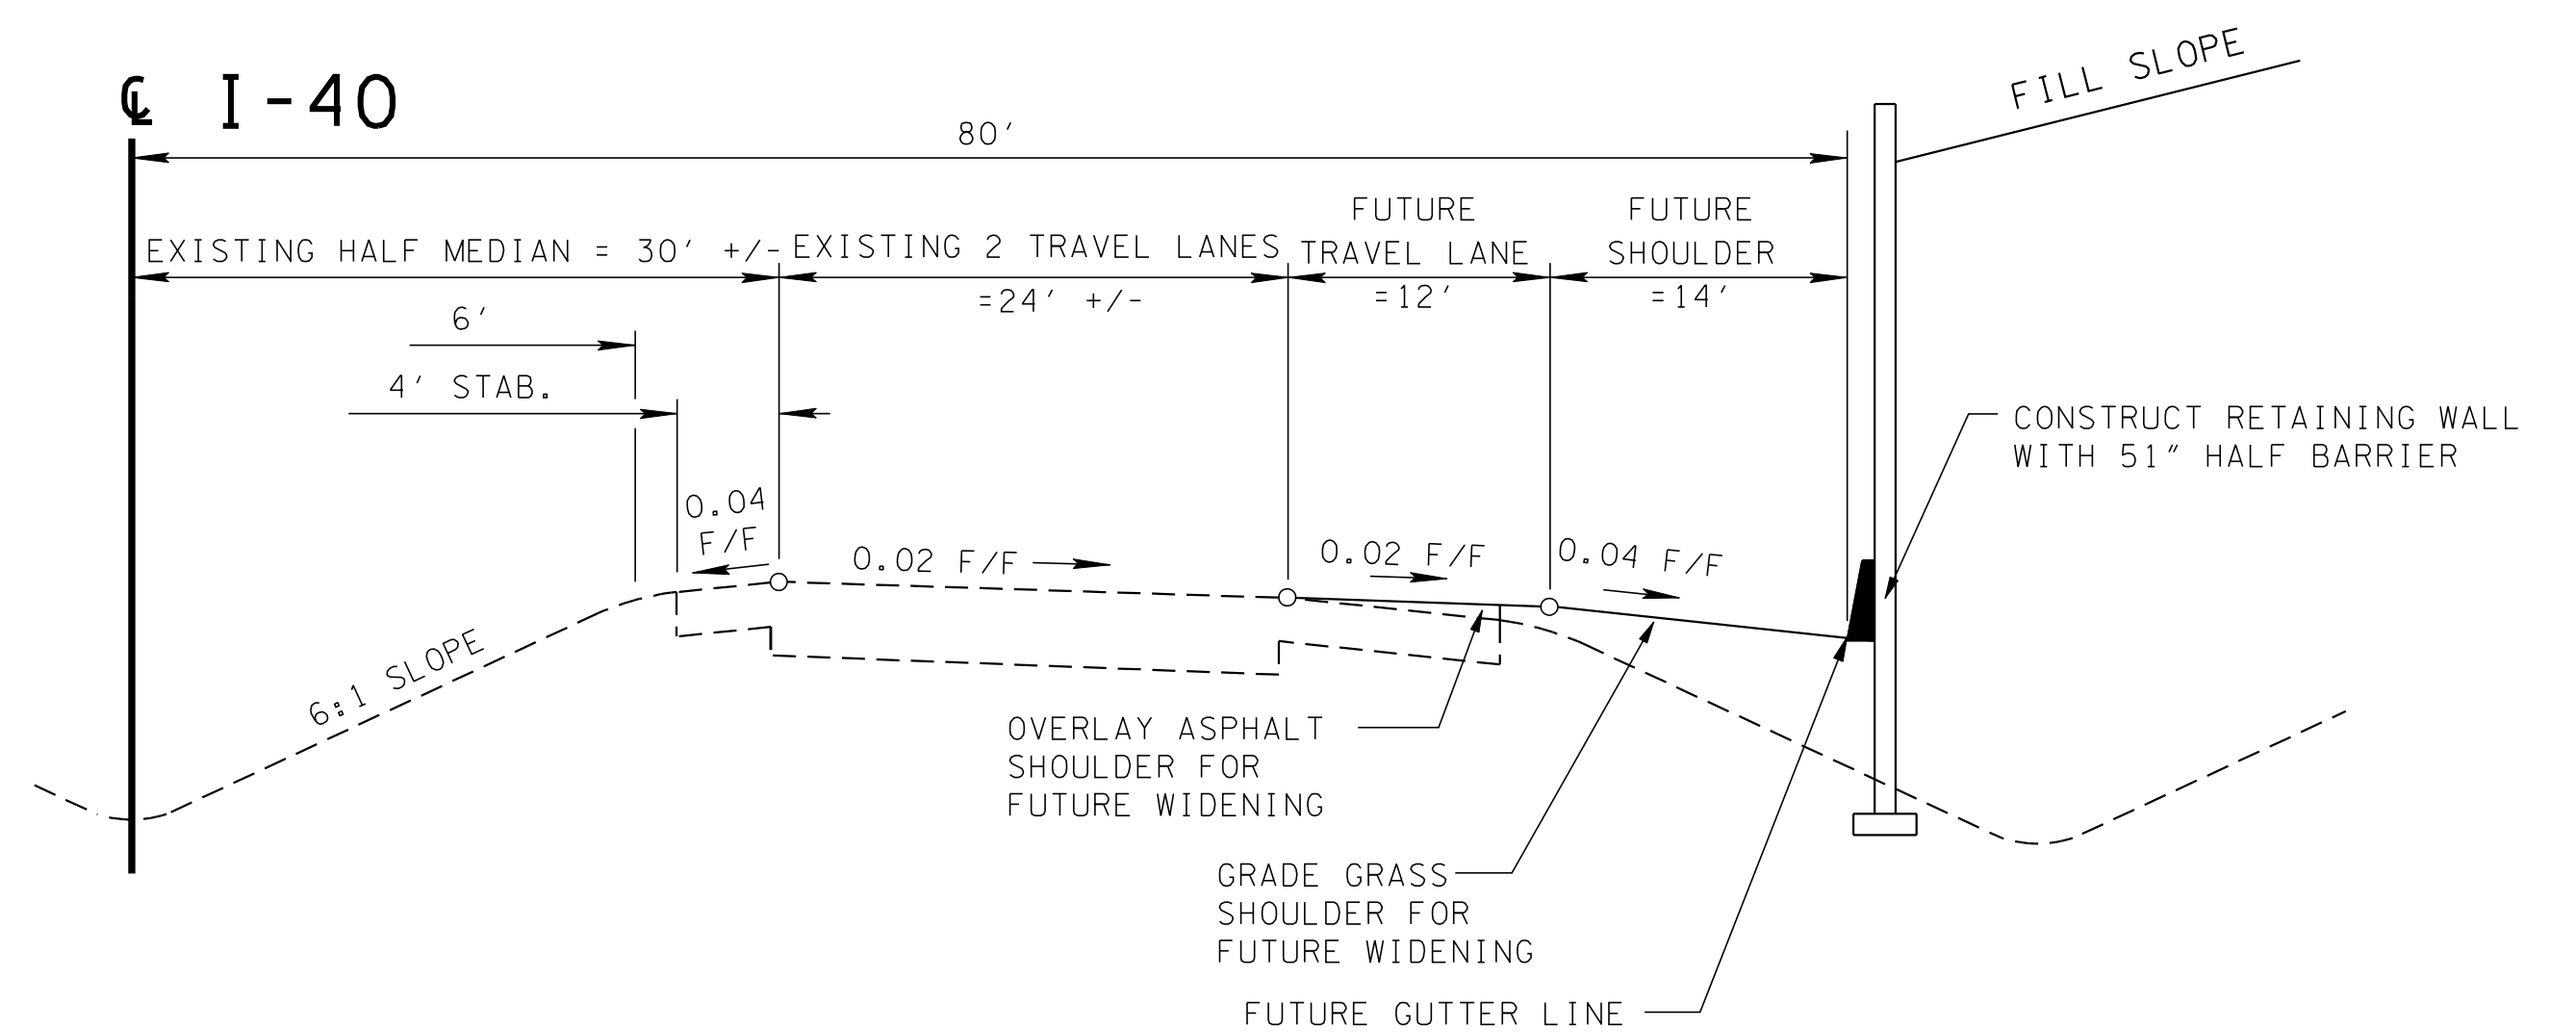 ℄ I-40
FILL SLOPE
80'
EXISTING HALF MEDIAN = 30' +/-
EXISTING 2 TRAVEL LANES
=24' +/-
FUTURE
TRAVEL LANE
=12'
FUTURE
SHOULDER
=14'
6'
4' STAB.
CONSTRUCT RETAINING WALL
WITH 51" HALF BARRIER
0.04
F/F
0.02 F/F
0.02 F/F
0.04 F/F
6:1 SLOPE
OVERLAY ASPHALT
SHOULDER FOR
FUTURE WIDENING
GRADE GRASS
SHOULDER FOR
FUTURE WIDENING
FUTURE GUTTER LINE